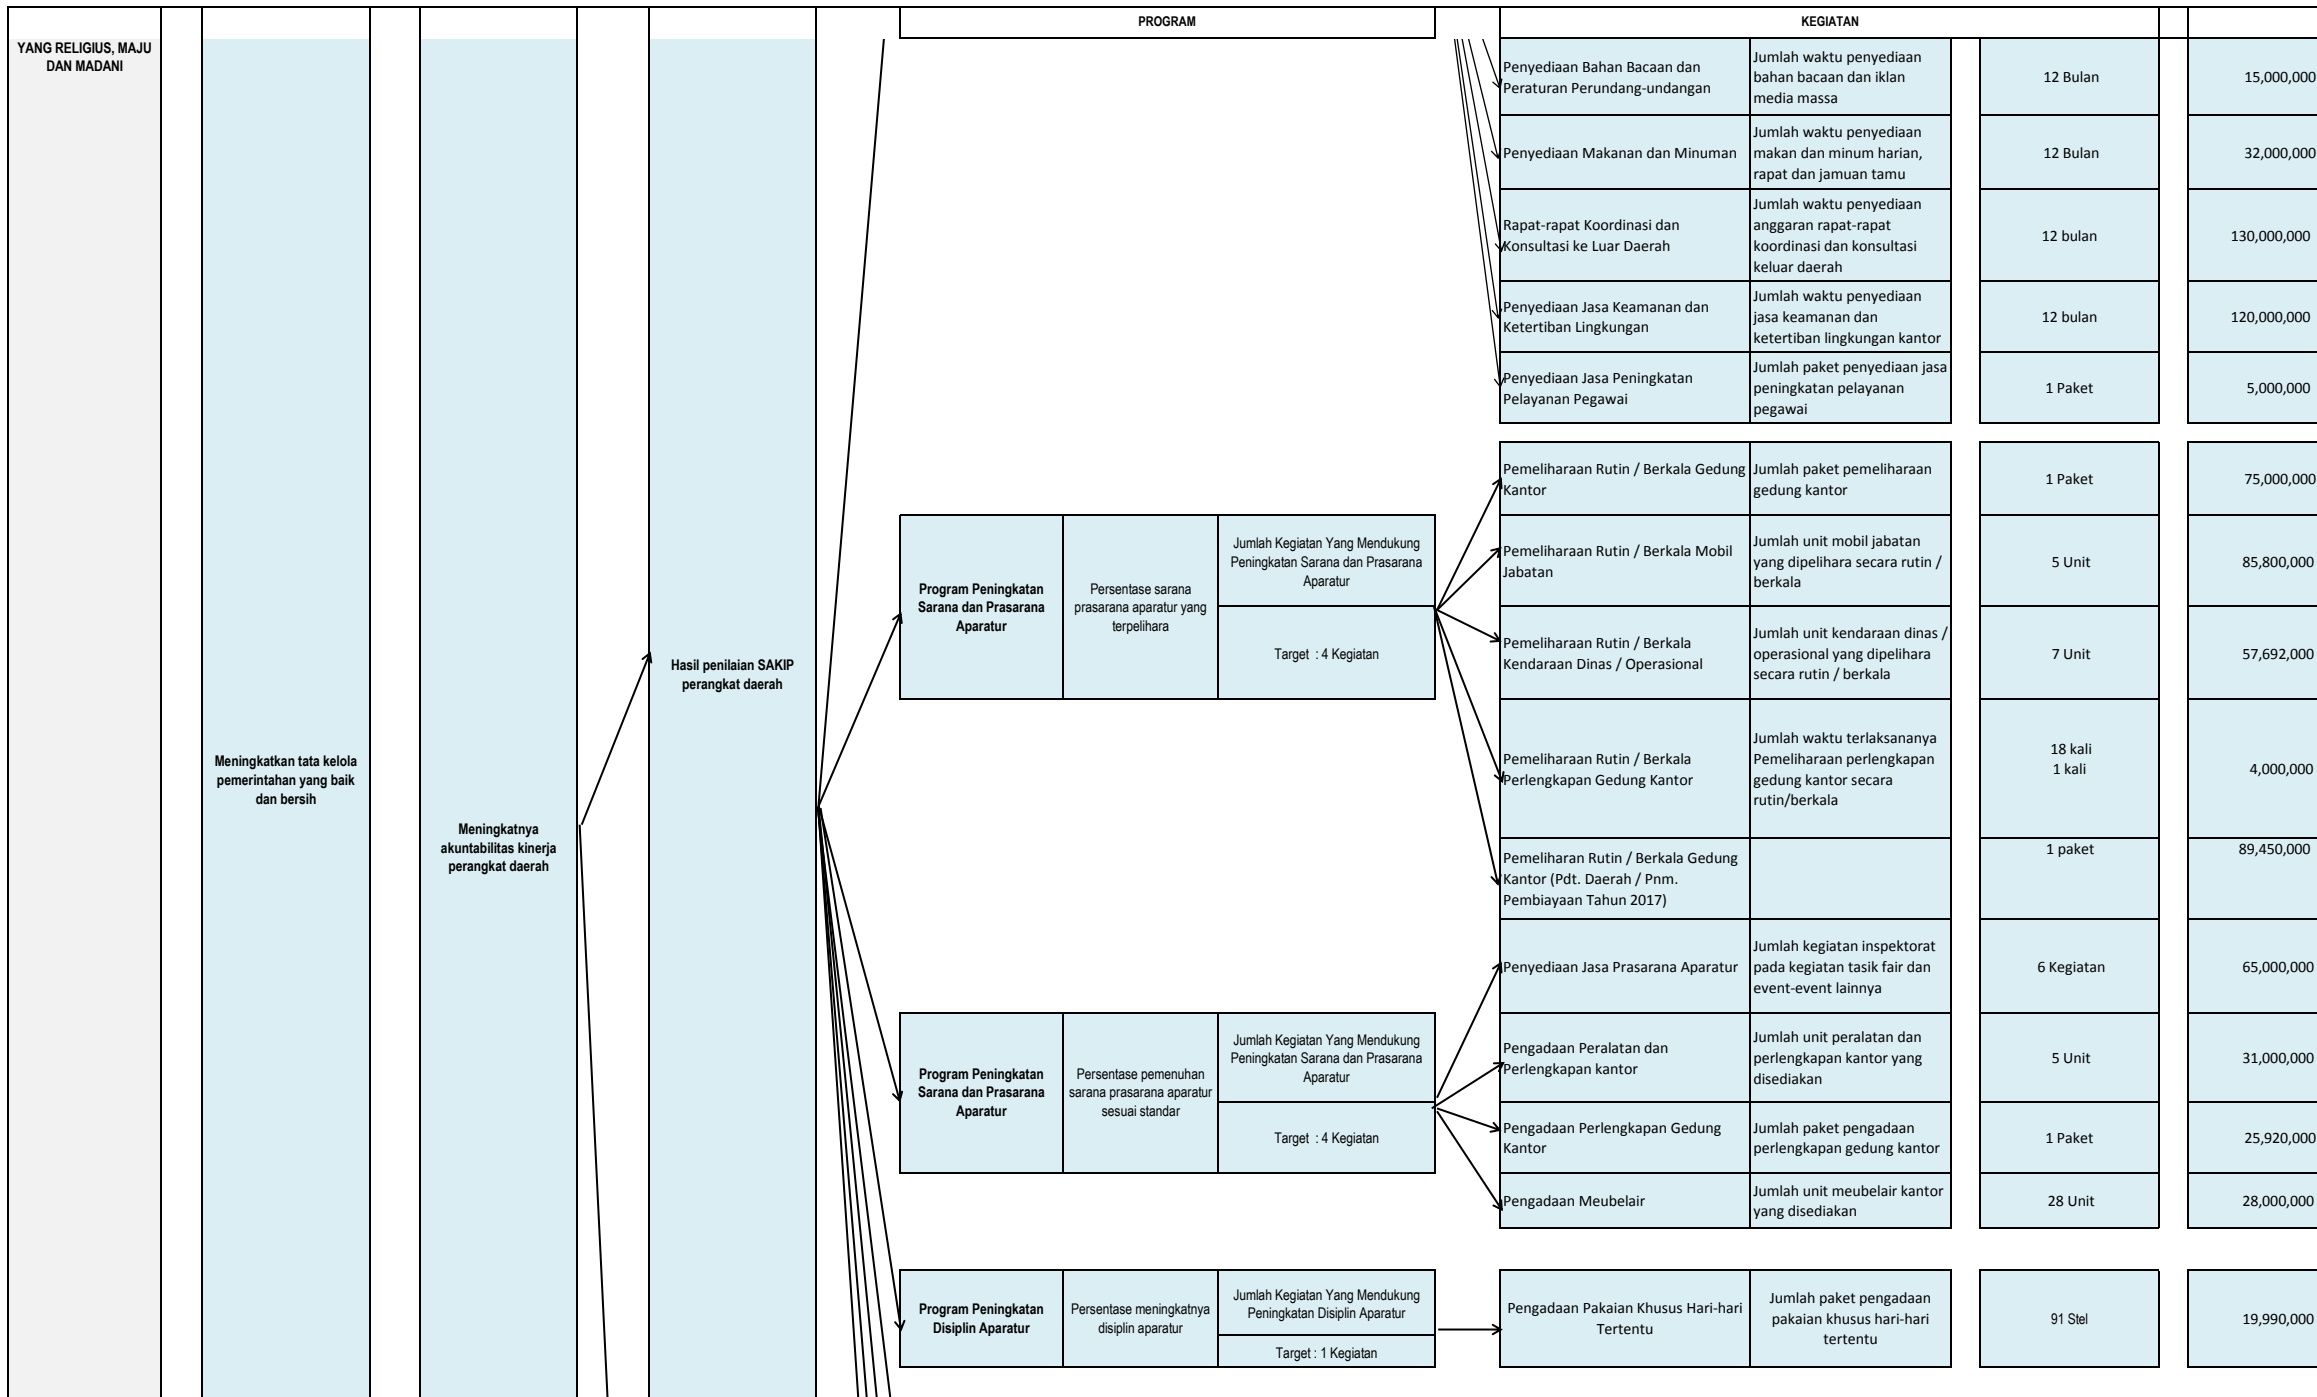 PROGRAM
KEGIATAN
YANG RELIGIUS, MAJU
DAN MADANI
Meningkatkan tata kelola
pemerintahan yang baik
dan bersih
Meningkatnya
akuntabilitas kinerja
perangkat daerah
Hasil penilaian SAKIP
perangkat daerah
Penyediaan Bahan Bacaan dan
Peraturan Perundang-undangan
Jumlah waktu penyediaan
bahan bacaan dan iklan
media massa
12 Bulan
15,000,000
Penyediaan Makanan dan Minuman
Jumlah waktu penyediaan
makan dan minum harian,
rapat dan jamuan tamu
12 Bulan
32,000,000
Rapat-rapat Koordinasi dan
Konsultasi ke Luar Daerah
Jumlah waktu penyediaan
anggaran rapat-rapat
koordinasi dan konsultasi
keluar daerah
12 bulan
130,000,000
Penyediaan Jasa Keamanan dan
Ketertiban Lingkungan
Jumlah waktu penyediaan
jasa keamanan dan
ketertiban lingkungan kantor
12 bulan
120,000,000
Penyediaan Jasa Peningkatan
Pelayanan Pegawai
Jumlah paket penyediaan jasa
peningkatan pelayanan
pegawai
1 Paket
5,000,000
Program Peningkatan
Sarana dan Prasarana
Aparatur
Persentase sarana
prasarana aparatur yang
terpelihara
Jumlah Kegiatan Yang Mendukung
Peningkatan Sarana dan Prasarana
Aparatur
Target : 4 Kegiatan
Pemeliharaan Rutin / Berkala Gedung
Kantor
Jumlah paket pemeliharaan
gedung kantor
1 Paket
75,000,000
Pemeliharaan Rutin / Berkala Mobil
Jabatan
Jumlah unit mobil jabatan
yang dipelihara secara rutin /
berkala
5 Unit
85,800,000
Pemeliharaan Rutin / Berkala
Kendaraan Dinas / Operasional
Jumlah unit kendaraan dinas /
operasional yang dipelihara
secara rutin / berkala
7 Unit
57,692,000
Pemeliharaan Rutin / Berkala
Perlengkapan Gedung Kantor
Jumlah waktu terlaksananya
Pemeliharaan perlengkapan
gedung kantor secara
rutin/berkala
18 kali
1 kali
4,000,000
Pemeliharan Rutin / Berkala Gedung
Kantor (Pdt. Daerah / Pnm.
Pembiayaan Tahun 2017)
1 paket
89,450,000
Program Peningkatan
Sarana dan Prasarana
Aparatur
Persentase pemenuhan
sarana prasarana aparatur
sesuai standar
Jumlah Kegiatan Yang Mendukung
Peningkatan Sarana dan Prasarana
Aparatur
Target : 4 Kegiatan
Penyediaan Jasa Prasarana Aparatur
Jumlah kegiatan inspektorat
pada kegiatan tasik fair dan
event-event lainnya
6 Kegiatan
65,000,000
Pengadaan Peralatan dan
Perlengkapan kantor
Jumlah unit peralatan dan
perlengkapan kantor yang
disediakan
5 Unit
31,000,000
Pengadaan Perlengkapan Gedung
Kantor
Jumlah paket pengadaan
perlengkapan gedung kantor
1 Paket
25,920,000
Pengadaan Meubelair
Jumlah unit meubelair kantor
yang disediakan
28 Unit
28,000,000
Program Peningkatan
Disiplin Aparatur
Persentase meningkatnya
disiplin aparatur
Jumlah Kegiatan Yang Mendukung
Peningkatan Disiplin Aparatur
Target : 1 Kegiatan
Pengadaan Pakaian Khusus Hari-hari
Tertentu
Jumlah paket pengadaan
pakaian khusus hari-hari
tertentu
91 Stel
19,990,000